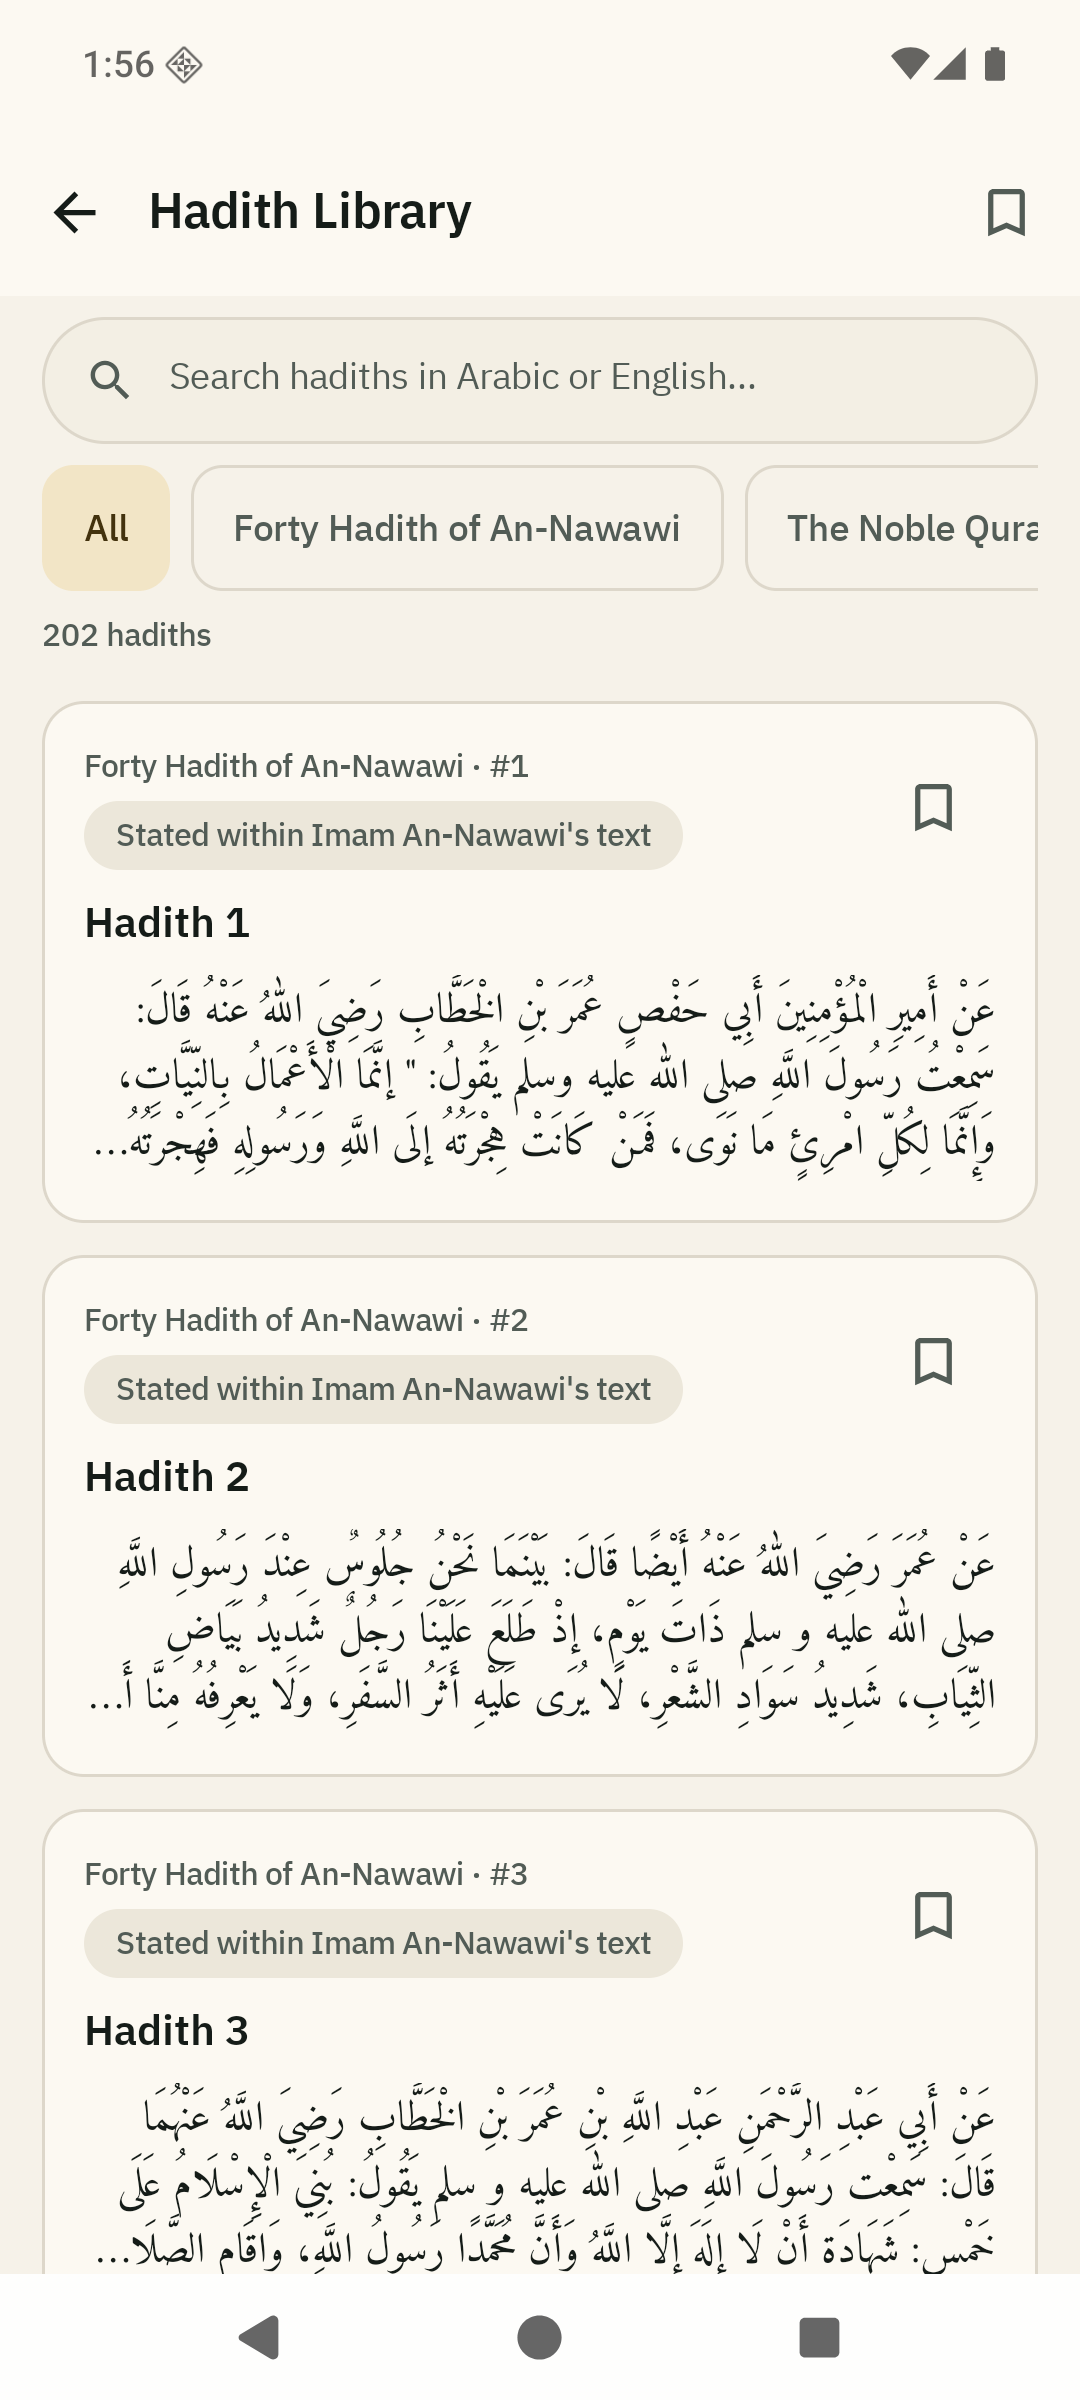 1:56
Hadith Library
Search hadiths in Arabic or English...
All
Forty Hadith of An-Nawawi
The Noble Qura
202 hadiths
Forty Hadith of An-Nawawi · #1
Stated within Imam An-Nawawi's text
Hadith 1
عَنْ أَمِيرِ الْمُؤْمِنِينَ أَبِي حَفْصٍ عُمَرَ بْنِ الْخَطَّابِ رَضِيَ اللهُ عَنْهُ قَالَ:
سَمِعْتُ رَسُولَ اللَّهِ صلى الله عليه وسلم يَقُولُ: " إنَّمَا الْأَعْمَالُ بِالنِّيَّاتِ،
وَإِنَّمَا لِكُلِّ امْرِئٍ مَا نَوَى، فَمَنْ كَانَتْ هِجْرَتُهُ إلَى اللَّهِ وَرَسُولِهِ فَهِجْرَتُهُ...
Forty Hadith of An-Nawawi · #2
Stated within Imam An-Nawawi's text
Hadith 2
عَنْ عُمَرَ رَضِيَ اللهُ عَنْهُ أَيْضًا قَالَ: بَيْنَمَا نَحْنُ جُلُوسٌ عِنْدَ رَسُولِ اللَّهِ
صلى الله عليه و سلم ذَاتَ يَوْمٍ، إذْ طَلَعَ عَلَيْنَا رَجُلٌ شَدِيدُ بَيَاضِ
الثِّيَابِ، شَدِيدُ سَوَادِ الشَّعْرِ، لَا يُرَى عَلَيْهِ أَثَرُ السَّفَرِ، وَلَا يَعْرِفُهُ مِنَّا أَ...
Forty Hadith of An-Nawawi · #3
Stated within Imam An-Nawawi's text
Hadith 3
عَنْ أَبِي عَبْدِ الرَّحْمَنِ عَبْدِ اللَّهِ بْنِ عُمَرَ بْنِ الْخَطَّابِ رَضِيَ اللَّهُ عَنْهُمَا
قَالَ: سَمِعْت رَسُولَ اللَّهِ صلى الله عليه و سلم يَقُولُ: بُنِيَ الْإِسْلَامُ عَلَى
خَمْسٍ: شَهَادَةِ أَنْ لَا إلَهَ إلَّا اللَّهُ وَأَنَّ مُحَمَّدًا رَسُولُ اللَّهِ، وَإِقَامِ الصَّلَا...